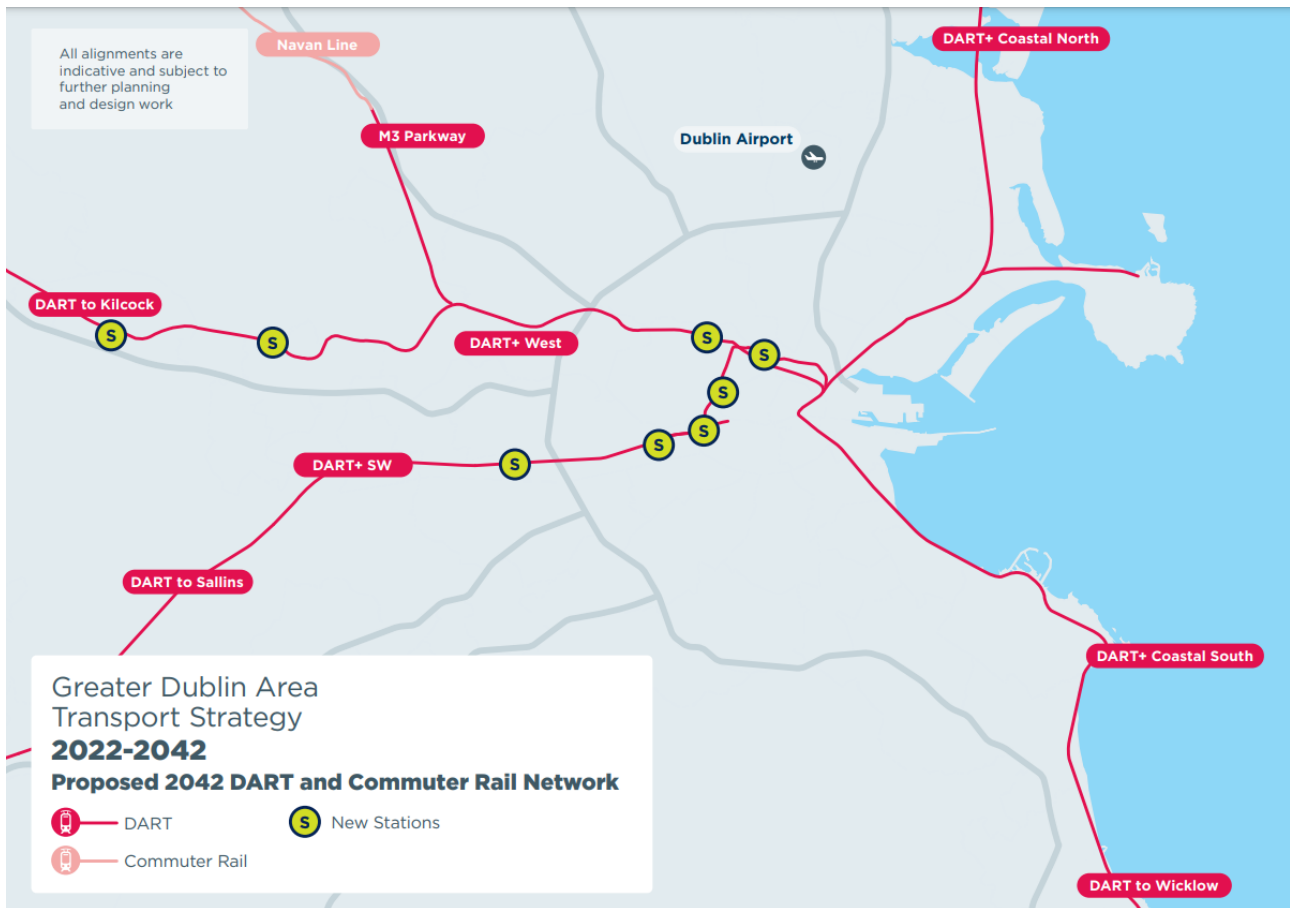 All alignments are
indicative and subject to
further planning
and design work
Navan Line
DART+ Coastal North
M3 Parkway
Dublin Airport
DART to Kilcock
S
S
DART+ West
S
S
S
S
S
S
DART+ SW
DART to Sallins
DART+ Coastal South
DART to Wicklow
Greater Dublin Area
Transport Strategy
2022-2042
Proposed 2042 DART and Commuter Rail Network
DART
S New Stations
Commuter Rail